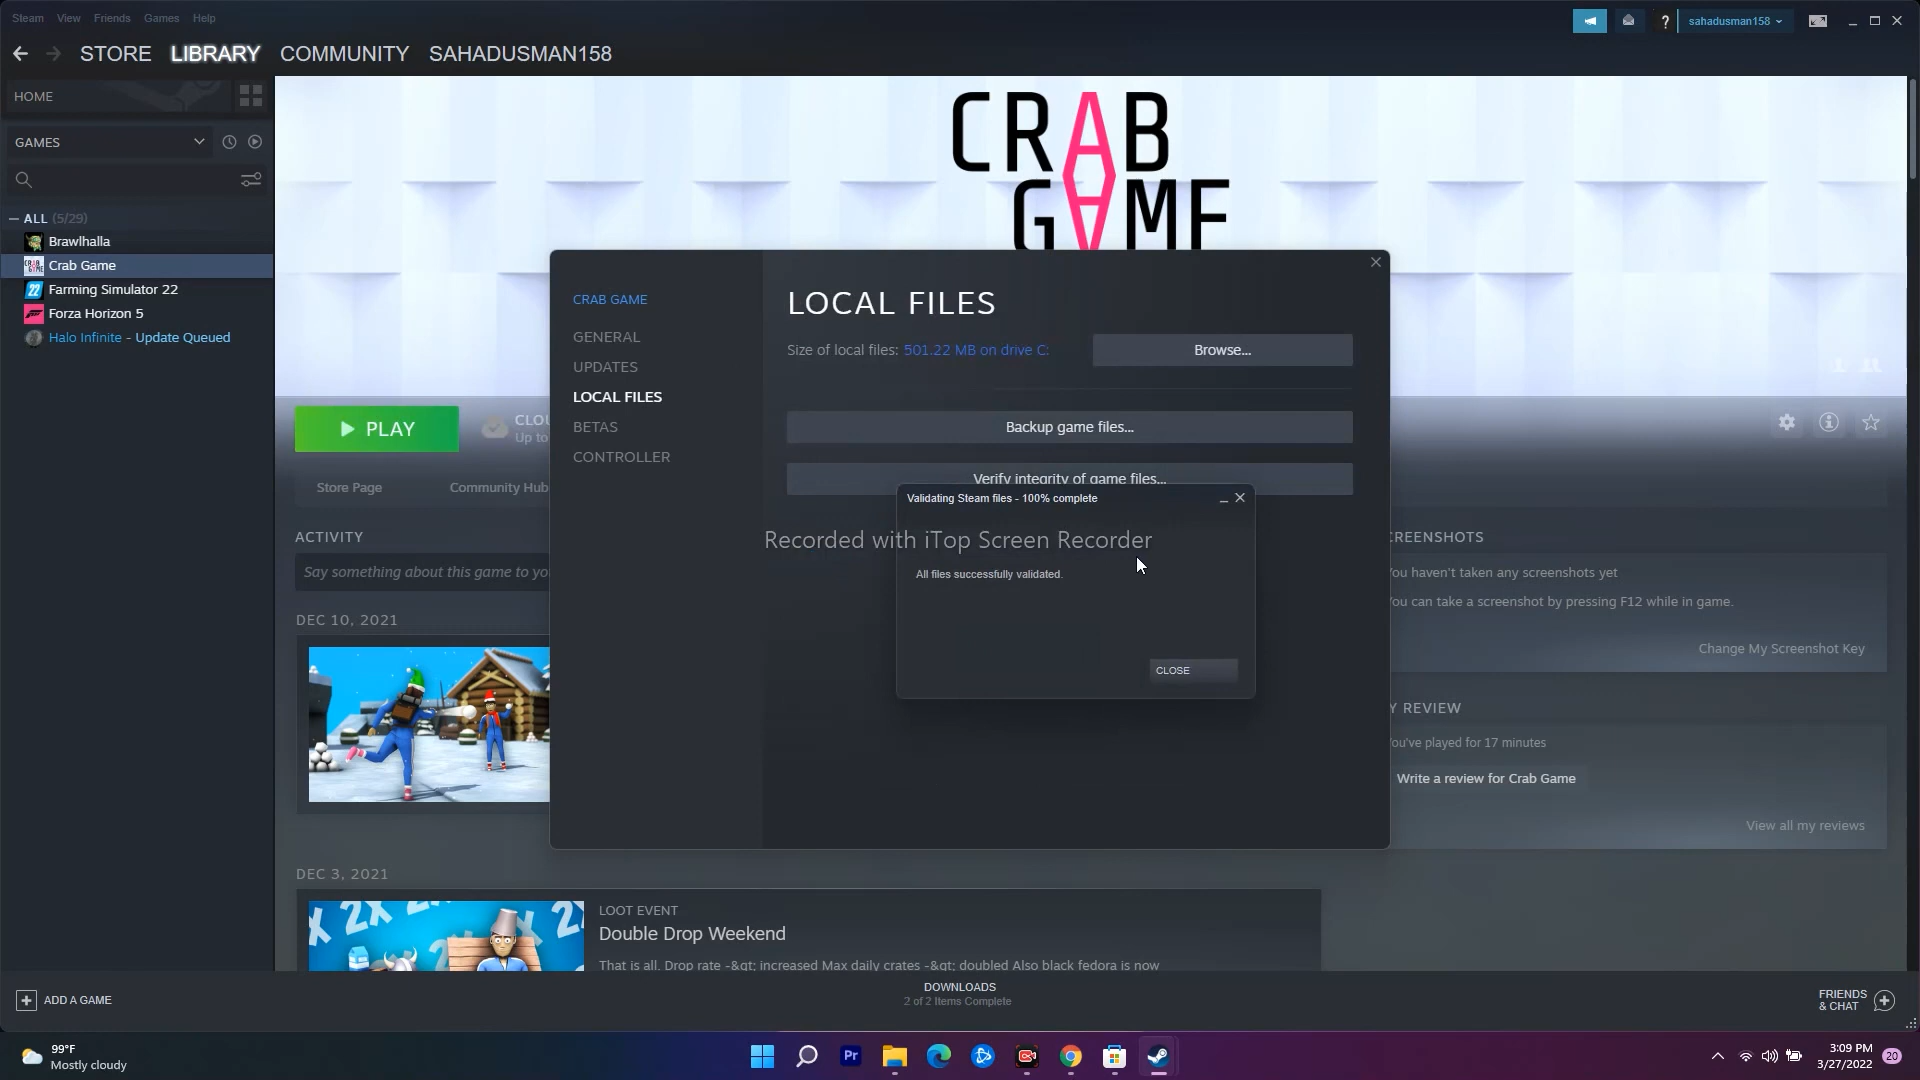 Steam View Friends Games Help
? sahadusman158
STORE LIBRARY COMMUNITY SAHADUSMAN158
HOME
GAMES
ALL (5/29)
Brawlhalla
Crab Game
Farming Simulator 22
Forza Horizon 5
Halo Infinite - Update Queued
CRAB
GAME
PLAY
CLOU
Up to
Store Page
Community Hub
ACTIVITY
Say something about this game to yo
DEC 10, 2021
DEC 3, 2021
2X 2X 2
LOOT EVENT
Double Drop Weekend
That is all. Drop rate -&gt; increased Max daily crates -&gt; doubled Also black fedora is now
CRAB GAME
GENERAL
UPDATES
LOCAL FILES
BETAS
CONTROLLER
LOCAL FILES
Size of local files: 501.22 MB on drive C:
Browse...
Backup game files...
Verify integrity of game files...
Validating Steam files - 100% complete
Recorded with iTop Screen Recorder
All files successfully validated.
CLOSE
CREENSHOTS
You haven't taken any screenshots yet
You can take a screenshot by pressing F12 while in game.
Change My Screenshot Key
Y REVIEW
You've played for 17 minutes
Write a review for Crab Game
View all my reviews
ADD A GAME
DOWNLOADS
2 of 2 Items Complete
FRIENDS
& CHAT
99°F
Mostly cloudy
Pr
3:09 PM
3/27/2022
20